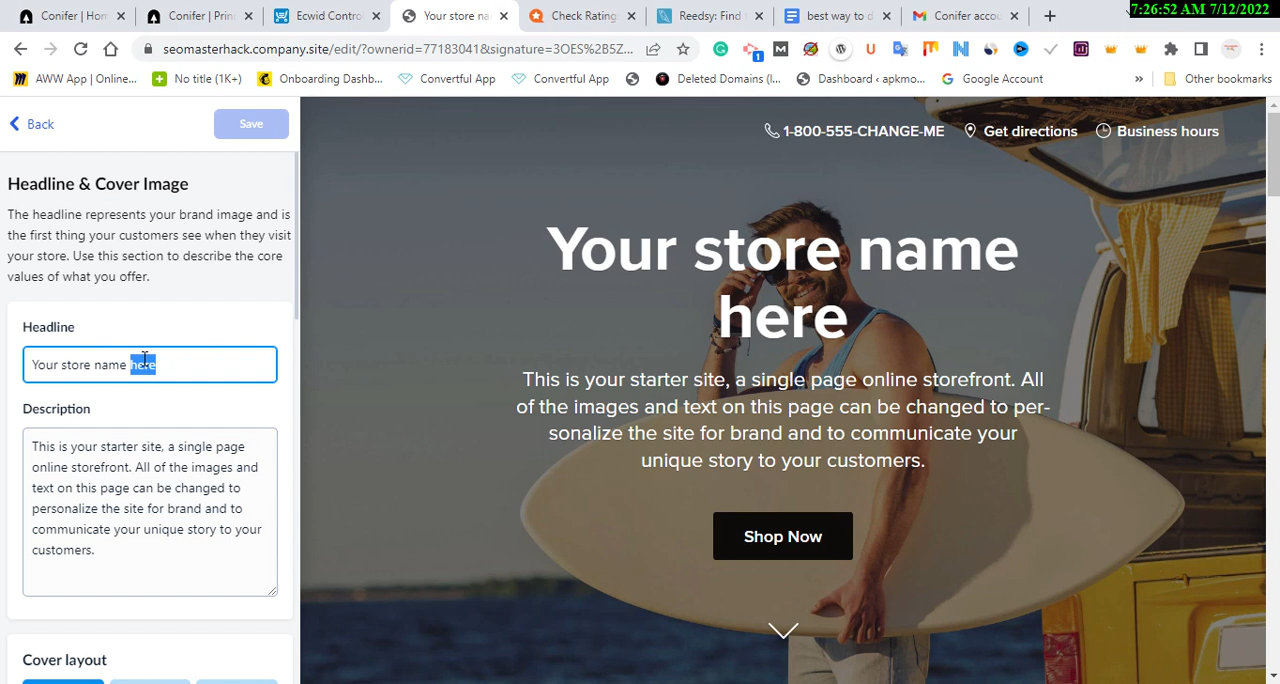 Conifer | Hom
Conifer | Prin
Ecwid Contro
Your store na
Check Rating
Reedsy: Find
best way to d
Conifer acco
7:26:52 AM 7/12/2022
seomasterhack.company.site/edit/?ownerid=77183041&signature=3OES%2B5Z...
AWW App | Online...
No title (1K+)
Onboarding Dashb...
Convertful App
Convertful App
Deleted Domains (l...
Dashboard ‹ apkmo...
Google Account
»
Other bookmarks
Back
Save
Headline & Cover Image
The headline represents your brand image and is
the first thing your customers see when they visit
your store. Use this section to describe the core
values of what you offer.
Headline
Your store name here
Description
This is your starter site, a single page
online storefront. All of the images and
text on this page can be changed to
personalize the site for brand and to
communicate your unique story to your
customers.
Cover layout
1-800-555-CHANGE-ME
Get directions
Business hours
Your store name
here
This is your starter site, a single page online storefront. All
of the images and text on this page can be changed to per-
sonalize the site for brand and to communicate your
unique story to your customers.
Shop Now